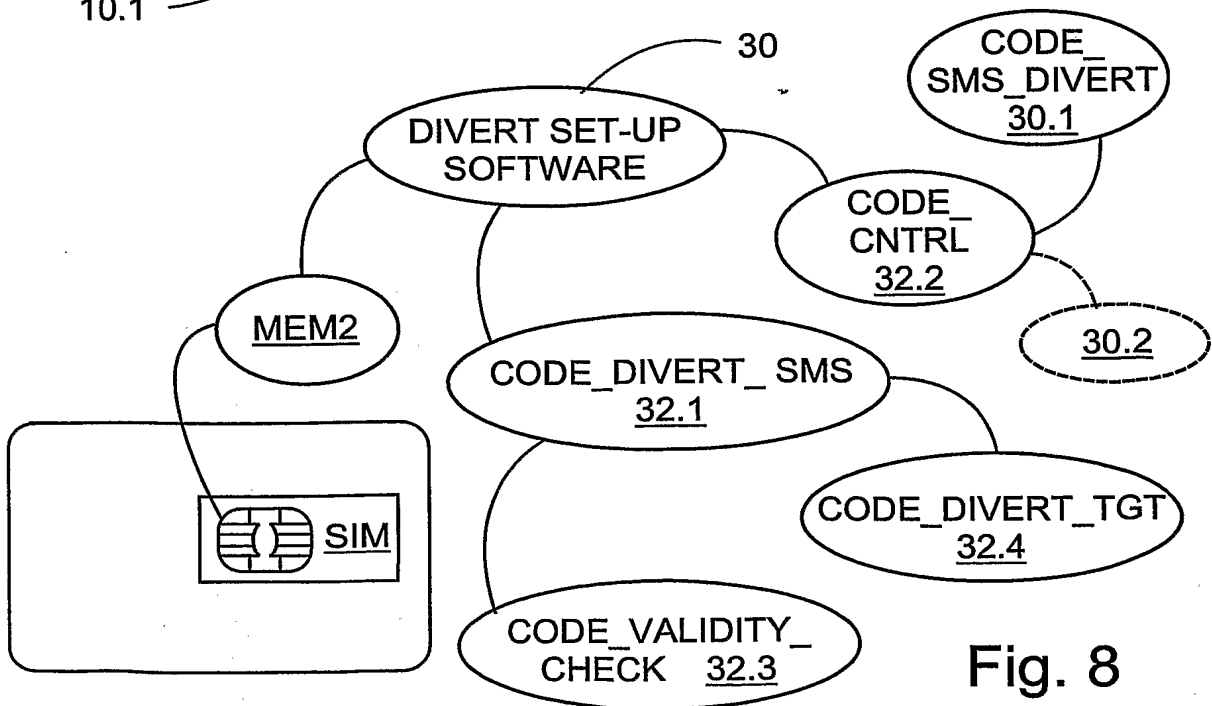 10.1
30
CODE_
SMS_DIVERT
30.1
DIVERT SET-UP
SOFTWARE
CODE_
CNTRL
32.2
MEM2
30.2
CODE_DIVERT_ SMS
32.1
SIM
CODE_DIVERT_TGT
32.4
CODE_VALIDITY_
CHECK 32.3
Fig. 8